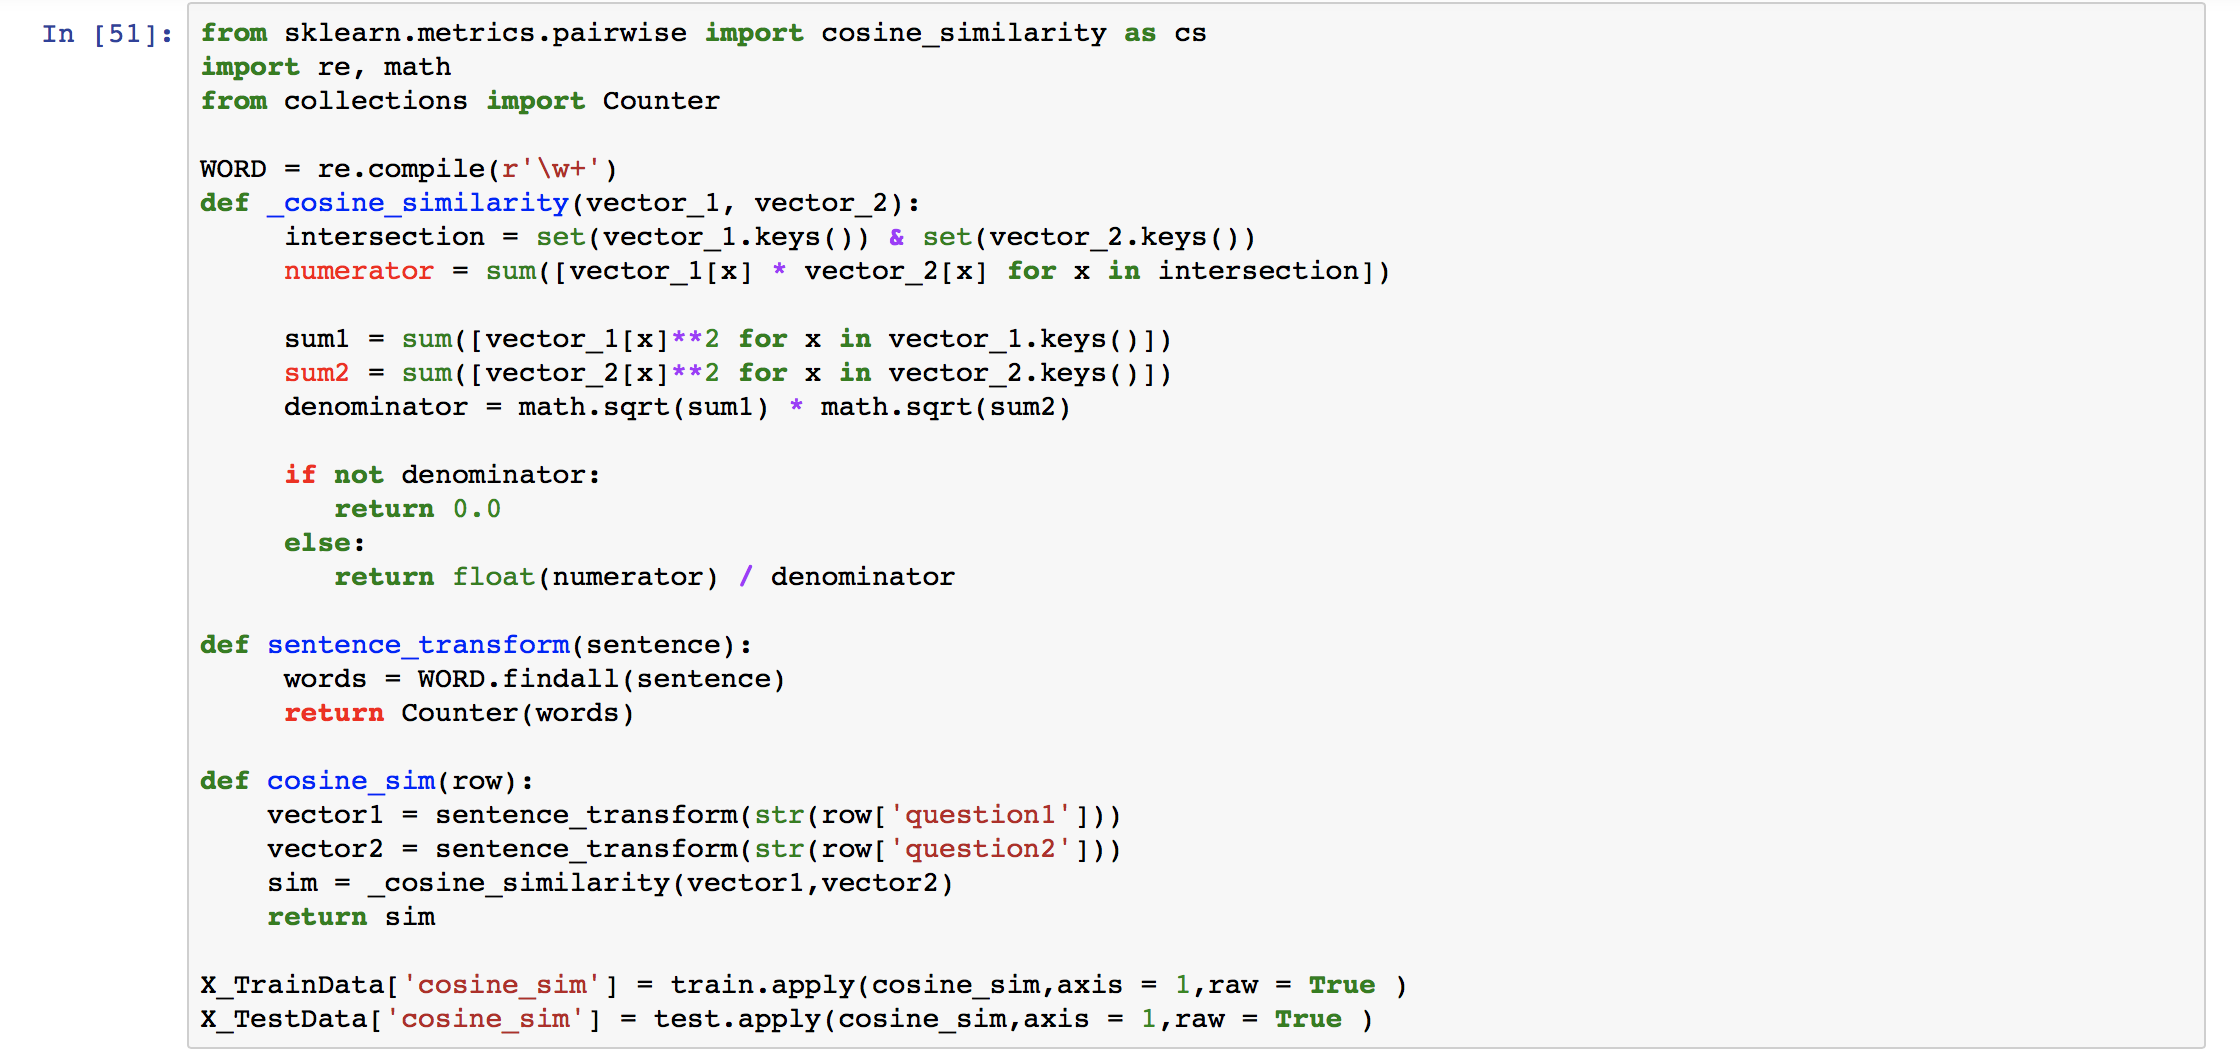 In [51]:
from sklearn.metrics.pairwise import cosine_similarity as cs
import re, math
from collections import Counter

WORD = re.compile(r'\w+')
def _cosine_similarity(vector_1, vector_2):
     intersection = set(vector_1.keys()) & set(vector_2.keys())
     numerator = sum([vector_1[x] * vector_2[x] for x in intersection])

     sum1 = sum([vector_1[x]**2 for x in vector_1.keys()])
     sum2 = sum([vector_2[x]**2 for x in vector_2.keys()])
     denominator = math.sqrt(sum1) * math.sqrt(sum2)

     if not denominator:
        return 0.0
     else:
        return float(numerator) / denominator

def sentence_transform(sentence):
     words = WORD.findall(sentence)
     return Counter(words)

def cosine_sim(row):
    vector1 = sentence_transform(str(row['question1']))
    vector2 = sentence_transform(str(row['question2']))
    sim = _cosine_similarity(vector1,vector2)
    return sim

X_TrainData['cosine_sim'] = train.apply(cosine_sim,axis = 1,raw = True )
X_TestData['cosine_sim'] = test.apply(cosine_sim,axis = 1,raw = True )